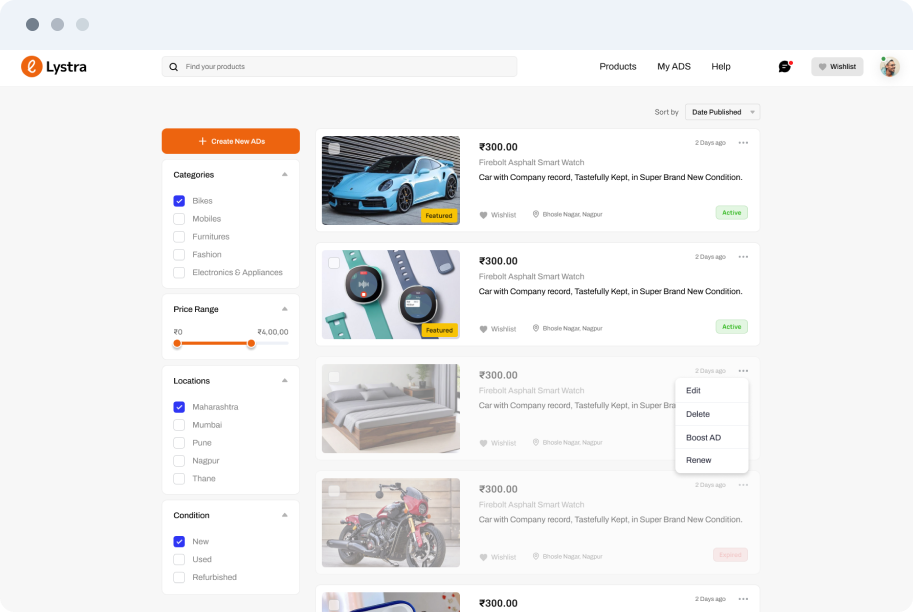 Lystra
Find your products
Products
My ADS
Help
Wishlist
Sort by
Date Published
Create New ADs
Categories
Bikes
Mobiles
Furnitures
Fashion
Electronics & Appliances
Price Range
₹0
₹4,00,00
Locations
Maharashtra
Mumbai
Pune
Nagpur
Thane
Condition
New
Used
Refurbished
Featured
₹300.00
2 Days ago
Firebolt Asphalt Smart Watch
Car with Company record, Tastefully Kept, in Super Brand New Condition.
Wishlist
Bhosle Nagar, Nagpur
Active
Featured
₹300.00
2 Days ago
Firebolt Asphalt Smart Watch
Car with Company record, Tastefully Kept, in Super Brand New Condition.
Wishlist
Bhosle Nagar, Nagpur
Active
₹300.00
2 Days ago
Firebolt Asphalt Smart Watch
Car with Company record, Tastefully Kept, in Super Bra
Wishlist
Bhosle Nagar, Nagpur
Edit
Delete
Boost AD
Renew
₹300.00
2 Days ago
Firebolt Asphalt Smart Watch
Car with Company record, Tastefully Kept, in Super Brand New Condition.
Wishlist
Bhosle Nagar, Nagpur
Expired
₹300.00
2 Days ago